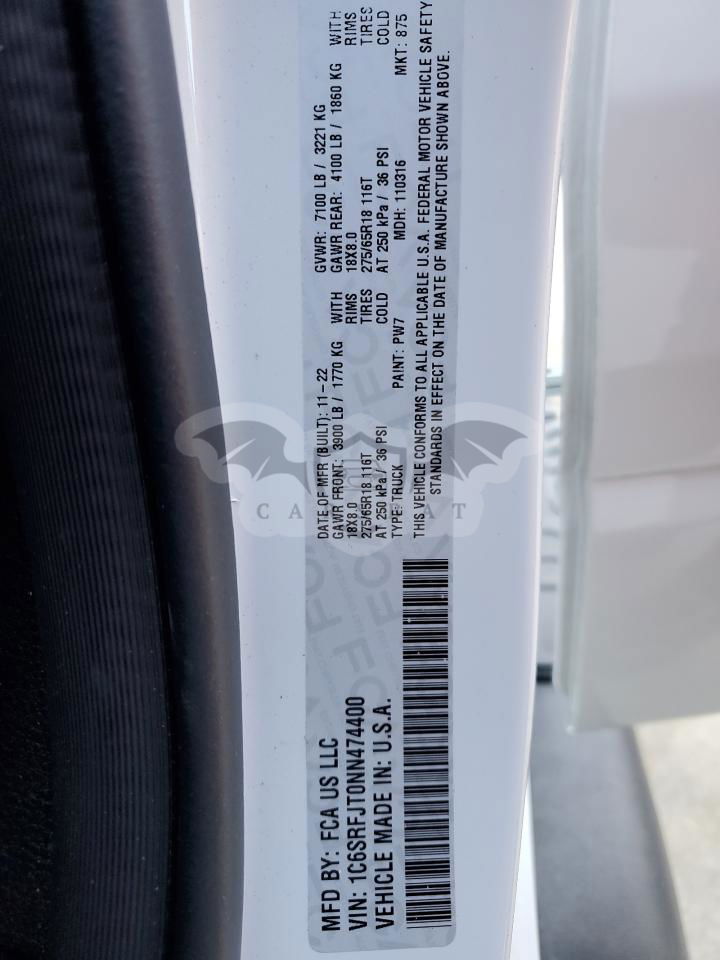 MFD BY: FCA US LLC
VIN: 1C6SRFJT0NN474400
VEHICLE MADE IN: U.S.A.
DATE OF MFR (BUILT): 11-22
GAWR FRONT: 3900 LB / 1770 KG WITH
18X8.0 RIMS
275/65R18 116T TIRES
AT 250 kPa / 36 PSI COLD
TYPE: TRUCK PAINT: PW7
GVWR: 7100 LB / 3221 KG
GAWR REAR: 4100 LB / 1860 KG WITH
18X8.0 RIMS
275/65R18 116T TIRES
AT 250 kPa / 36 PSI COLD
MDH: 110316 MKT: 875
THIS VEHICLE CONFORMS TO ALL APPLICABLE U.S.A. FEDERAL MOTOR VEHICLE SAFETY
STANDARDS IN EFFECT ON THE DATE OF MANUFACTURE SHOWN ABOVE.